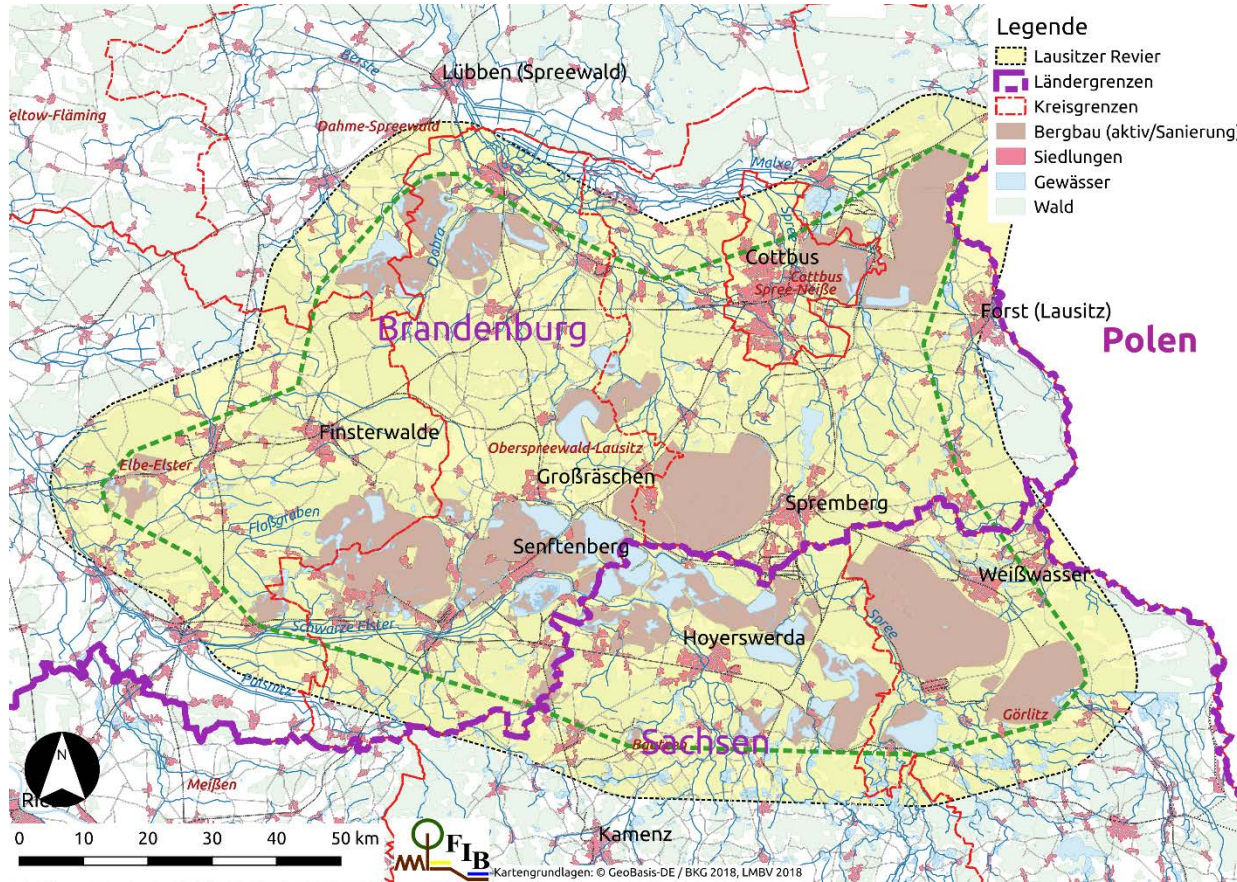 Legende
Lausitzer Revier
Ländergrenzen
Kreisgrenzen
Bergbau (aktiv/Sanierung)
Siedlungen
Gewässer
Wald
Berste
Lübben (Spreewald)
eltow-Fläming
Dahme-Spreewald
Malxe
Spree
Dobra
Cottbus
Cottbus
Spree-Neiße
Forst (Lausitz)
Brandenburg
Polen
Finsterwalde
Elbe-Elster
Oberspreewald-Lausitz
Großräschen
Spremberg
Floßgraben
Senftenberg
Weißwasser
Schwarze Elster
Spree
Hoyerswerda
Pulsnitz
Görlitz
Sachsen
Bautzen
Meißen
N
0 10 20 30 40 50 km
Kamenz
FIB
Kartengrundlagen: © GeoBasis-DE / BKG 2018, LMBV 2018